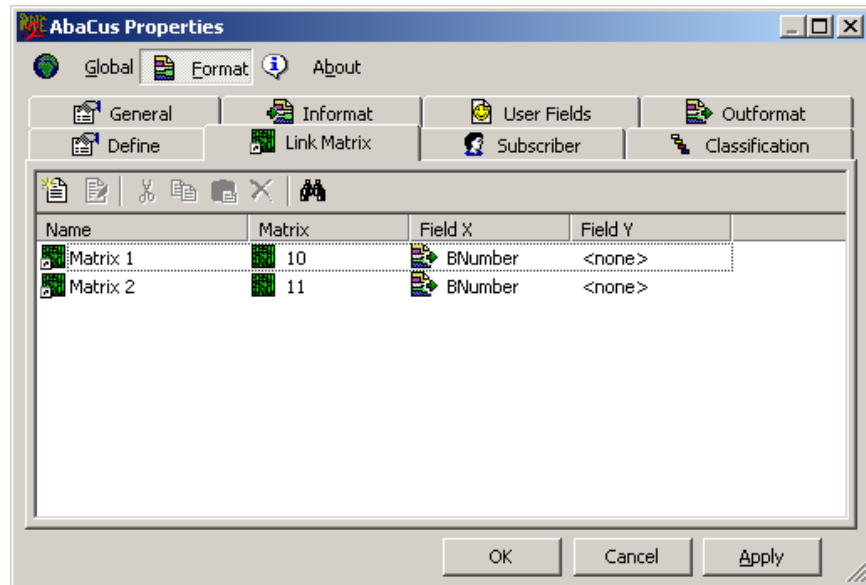 AbaCus Properties
Global Format About
General Informat User Fields Outformat
Define Link Matrix Subscriber Classification
Name Matrix Field X Field Y
Matrix 1 10 BNumber <none>
Matrix 2 11 BNumber <none>
OK Cancel Apply